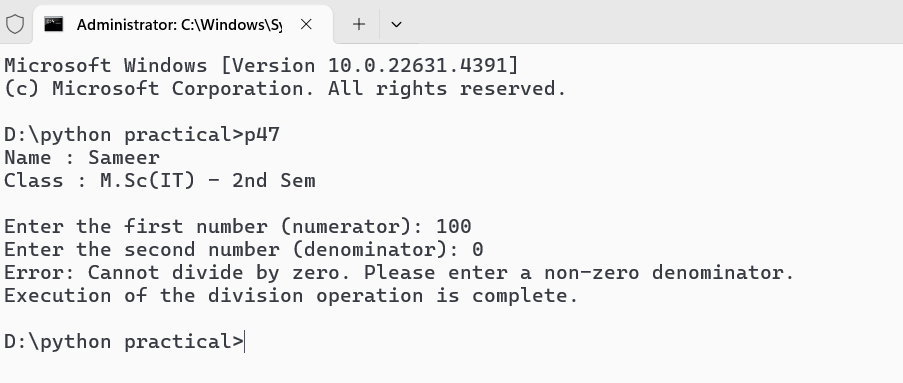 Administrator: C:\Windows\Sy
Microsoft Windows [Version 10.0.22631.4391]
(c) Microsoft Corporation. All rights reserved.
D:\python practical>p47
Name : Sameer
Class : M.Sc(IT) - 2nd Sem
Enter the first number (numerator): 100
Enter the second number (denominator): 0
Error: Cannot divide by zero. Please enter a non-zero denominator.
Execution of the division operation is complete.
D:\python practical>